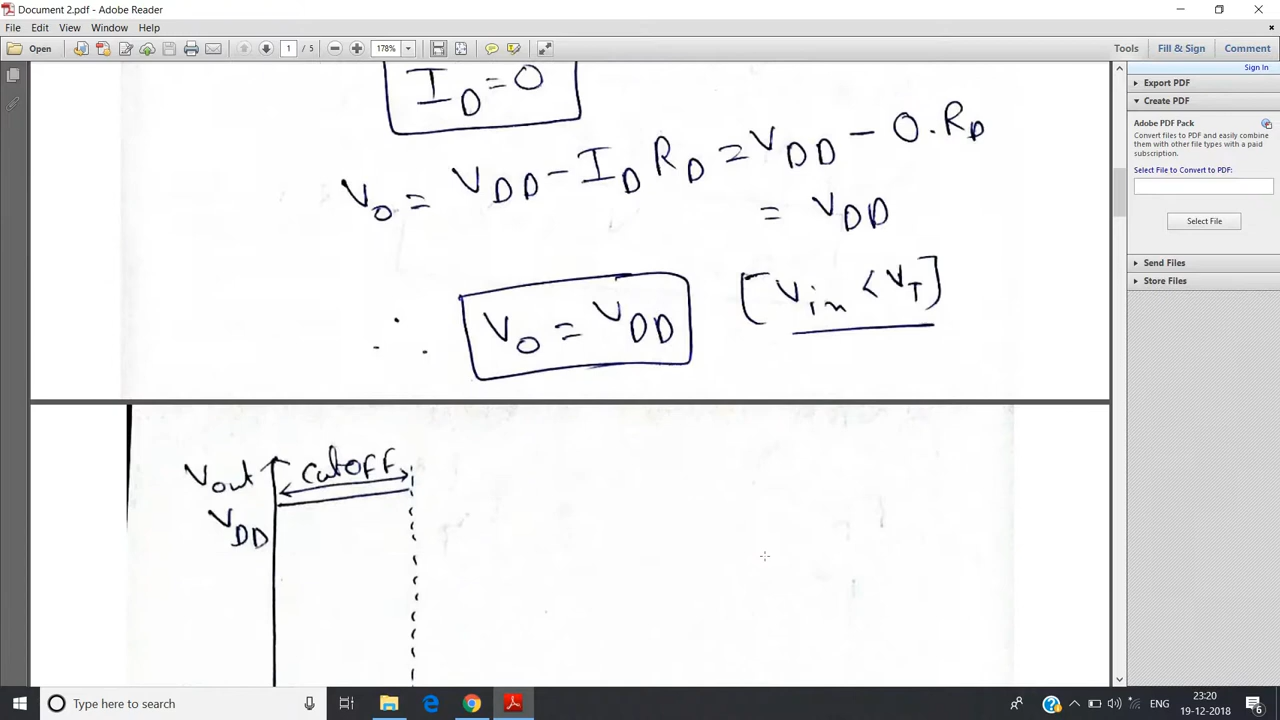 Document 2.pdf - Adobe Reader
File Edit View Window Help
Open 1 / 5 178% Tools Fill & Sign Comment
Sign In
Export PDF
Create PDF
Adobe PDF Pack
Convert files to PDF and easily combine
them with other file types with a paid
subscription.
Select File to Convert to PDF:
Select File
Send Files
Store Files
I_D = 0
V_o = V_DD - I_D R_D = V_DD - 0.R_D
= V_DD
∴ V_o = V_DD [V_in < V_T]
Vout cutoff
V_DD
Type here to search
ENG
23:20
19-12-2018
6